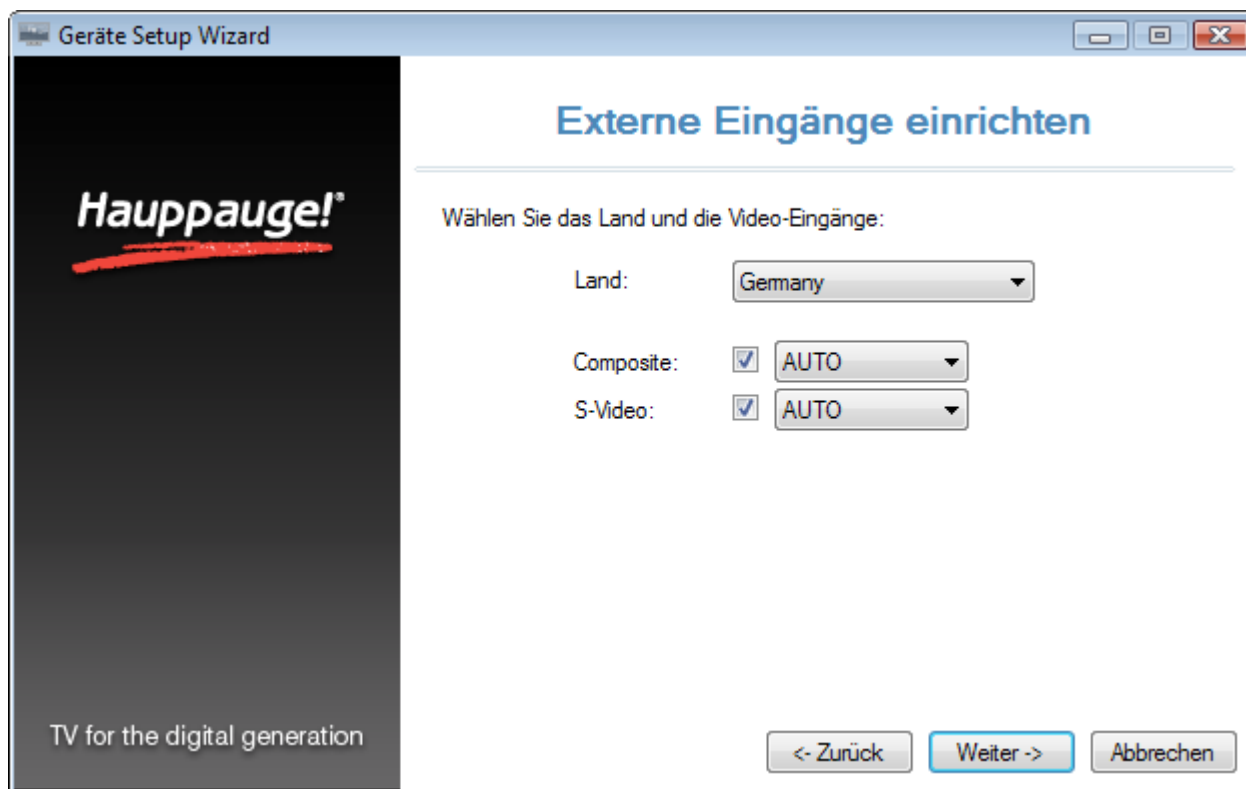 Geräte Setup Wizard
Externe Eingänge einrichten
Hauppauge!®
Wählen Sie das Land und die Video-Eingänge:
Land: Germany
Composite: AUTO
S-Video: AUTO
TV for the digital generation
<- Zurück Weiter -> Abbrechen